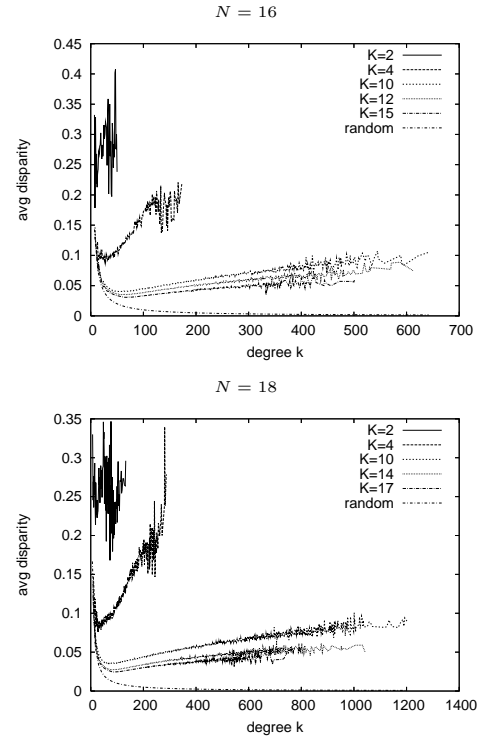 N = 16
0.45
0.4
0.35
0.3
0.25
0.2
0.15
0.1
0.05
0
avg disparity
K=2
K=4
K=10
K=12
K=15
random
0 100 200 300 400 500 600 700
degree k
N = 18
0.35
0.3
0.25
0.2
0.15
0.1
0.05
0
avg disparity
K=2
K=4
K=10
K=14
K=17
random
0 200 400 600 800 1000 1200 1400
degree k